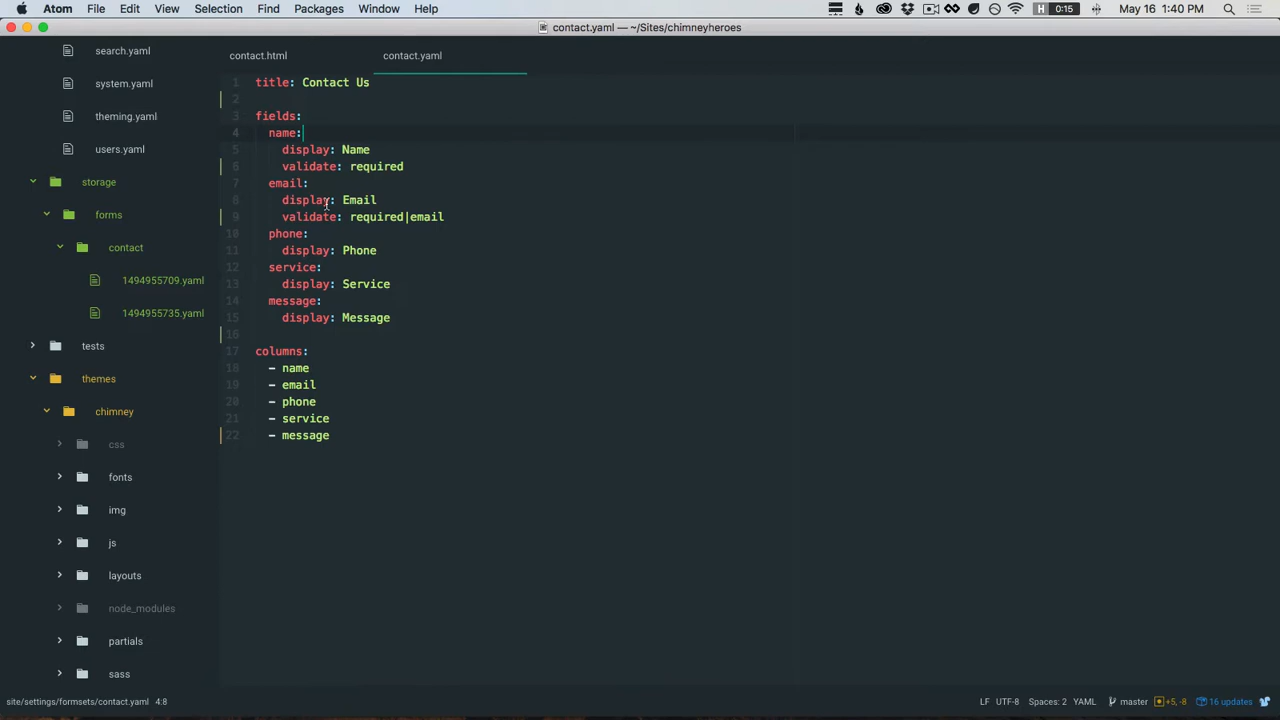 Atom File Edit View Selection Find Packages Window Help
H 0:15 May 16 1:40 PM
contact.yaml — ~/Sites/chimneyheroes
search.yaml
system.yaml
theming.yaml
users.yaml
storage
forms
contact
1494955709.yaml
1494955735.yaml
tests
themes
chimney
css
fonts
img
js
layouts
node_modules
partials
sass
contact.html contact.yaml
1 title: Contact Us
2
3 fields:
4 name:
5 display: Name
6 validate: required
7 email:
8 display: Email
9 validate: required|email
10 phone:
11 display: Phone
12 service:
13 display: Service
14 message:
15 display: Message
16
17 columns:
18 - name
19 - email
20 - phone
21 - service
22 - message
site/settings/formsets/contact.yaml 4:8
LF UTF-8 Spaces: 2 YAML master +5, -8 16 updates